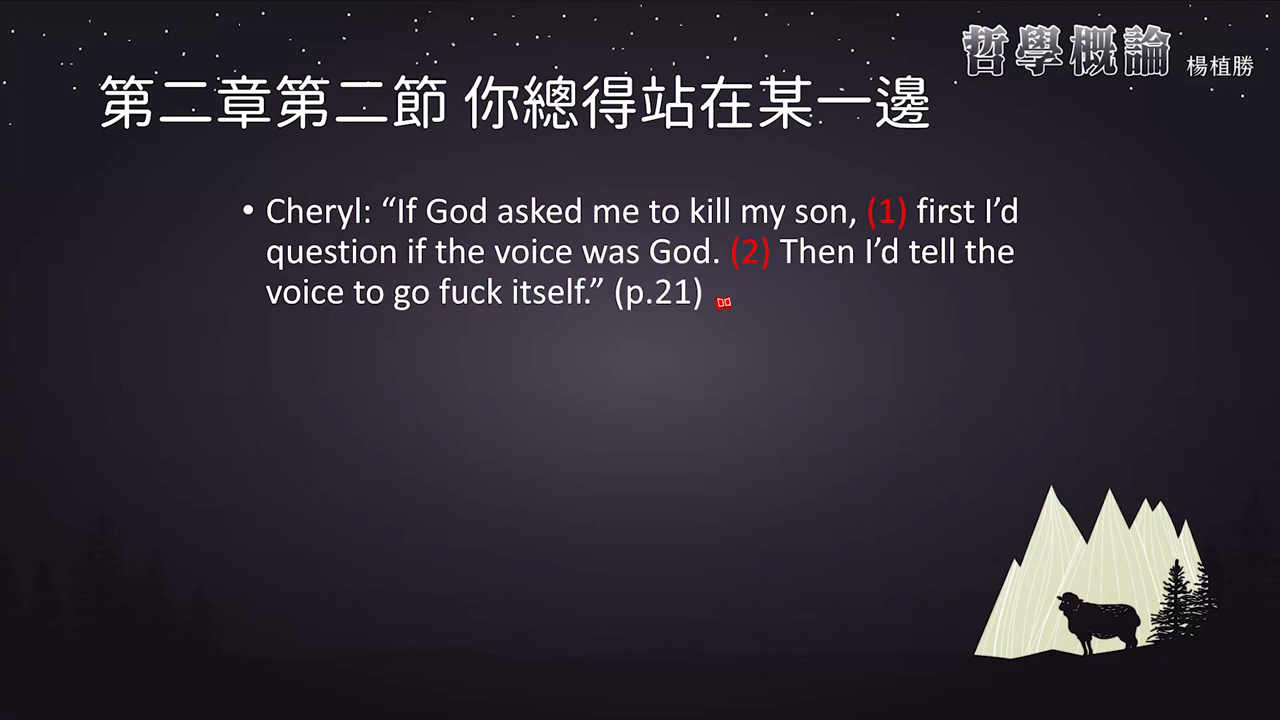 哲學概論 楊植勝
第二章第二節 你總得站在某一邊
• Cheryl: “If God asked me to kill my son, (1) first I’d
question if the voice was God. (2) Then I’d tell the
voice to go fuck itself.” (p.21)